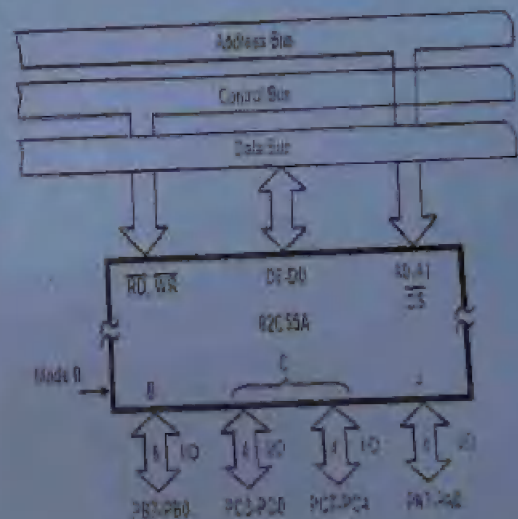 Address Bus
Control Bus
Data Bus
RD, WR D7-D0 A0-A1
CS
82C55A
C
Mode 0
B A
8 I/O 4 I/O 4 I/O 8 I/O
PB7-PB0 PC3-PC0 PC7-PC4 PA7-PA0